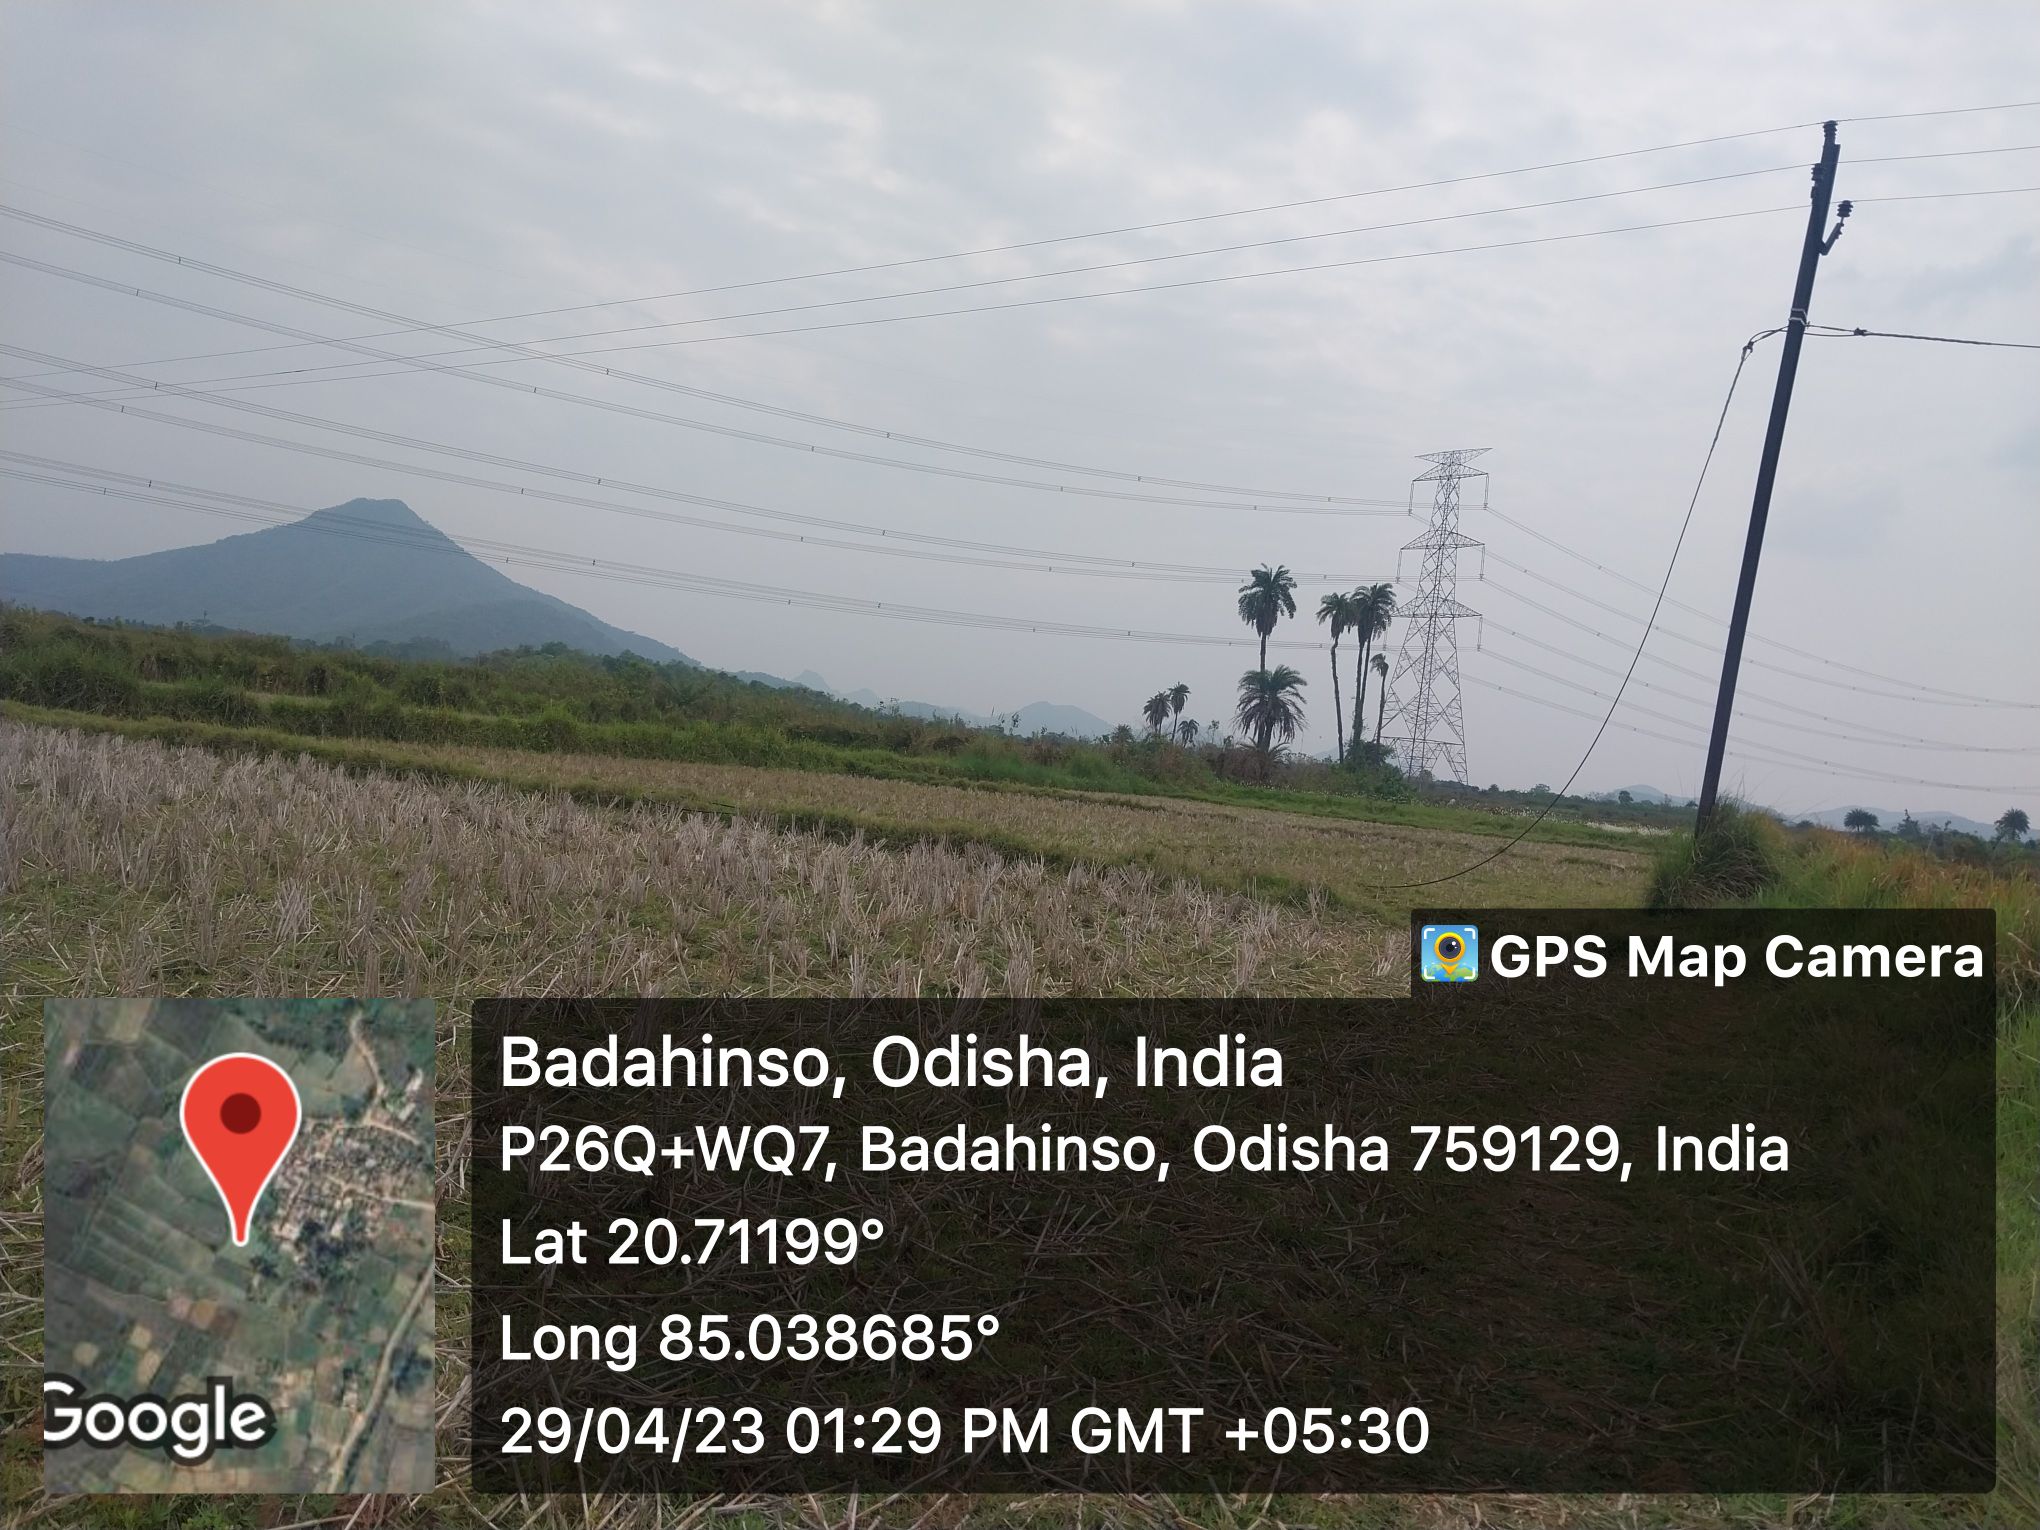 GPS Map Camera
Badahinso, Odisha, India
P26Q+WQ7, Badahinso, Odisha 759129, India
Lat 20.71199°
Long 85.038685°
29/04/23 01:29 PM GMT +05:30
Google